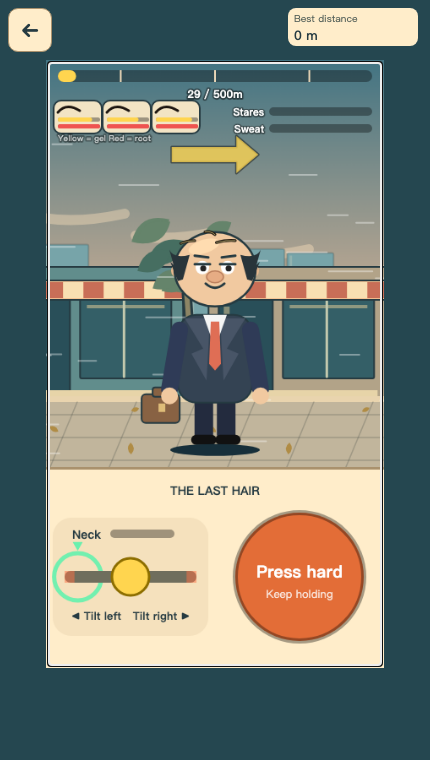 Best distance
0 m
29 / 500m
Stares
Sweat
Yellow = gel Red = root
THE LAST HAIR
Neck
Press hard
Keep holding
◄ Tilt left Tilt right ►